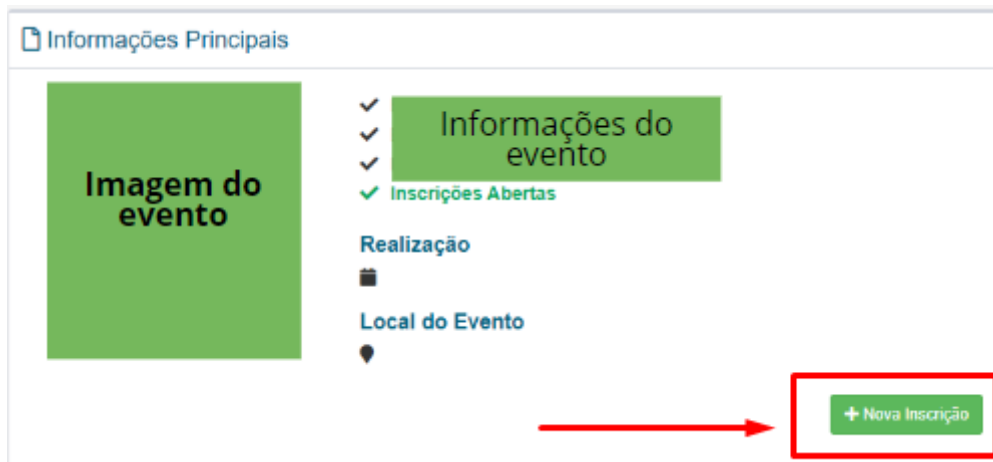 Informações Principais
Imagem do
evento
Informações do
evento
Inscrições Abertas
Realização
Local do Evento
+ Nova Inscrição